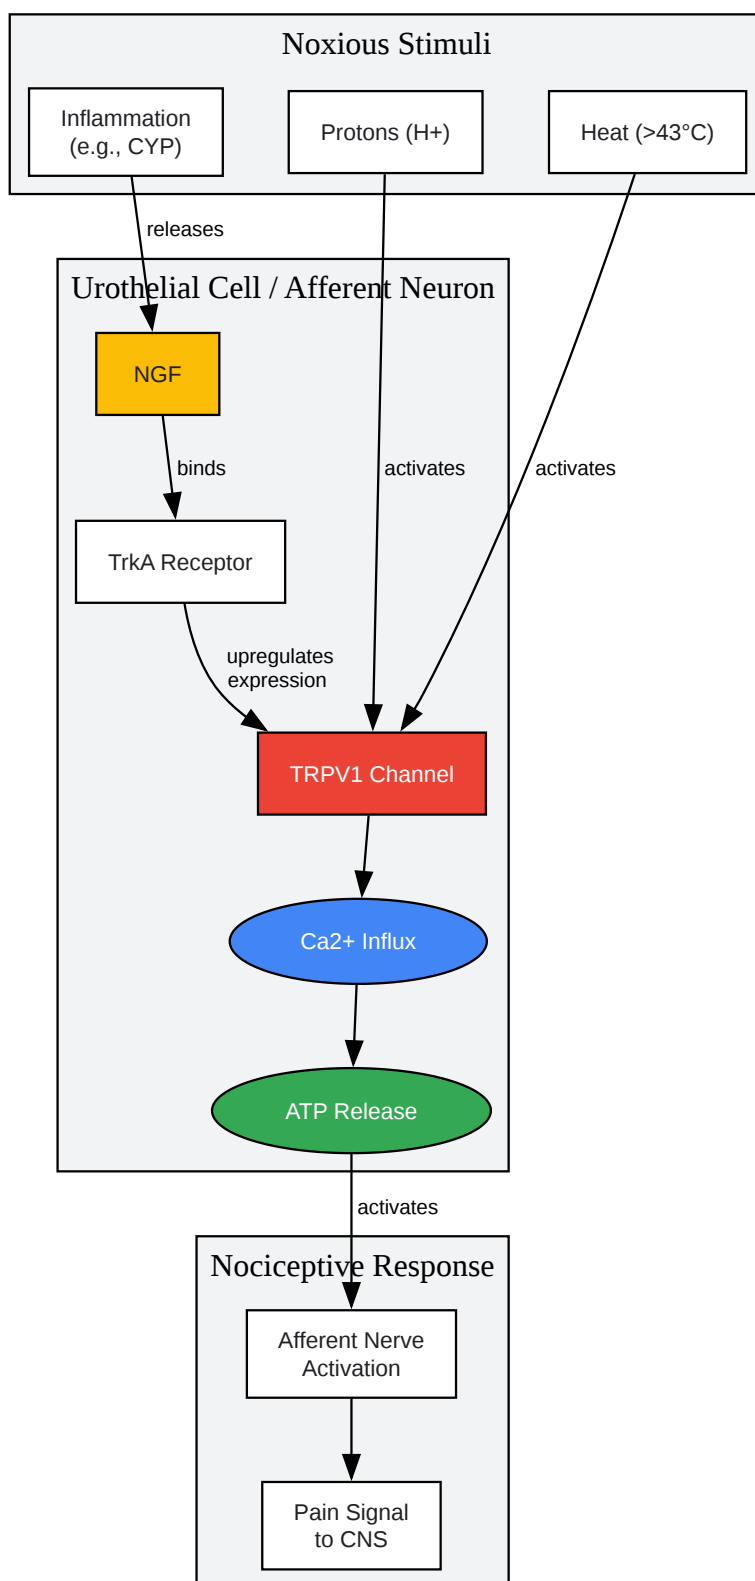 Noxious Stimuli
Inflammation
(e.g., CYP)
Protons (H+)
Heat (>43°C)
releases
Urothelial Cell / Afferent Neuron
NGF
binds
activates
activates
TrkA Receptor
upregulates
expression
TRPV1 Channel
Ca2+ Influx
ATP Release
activates
Nociceptive Response
Afferent Nerve
Activation
Pain Signal
to CNS